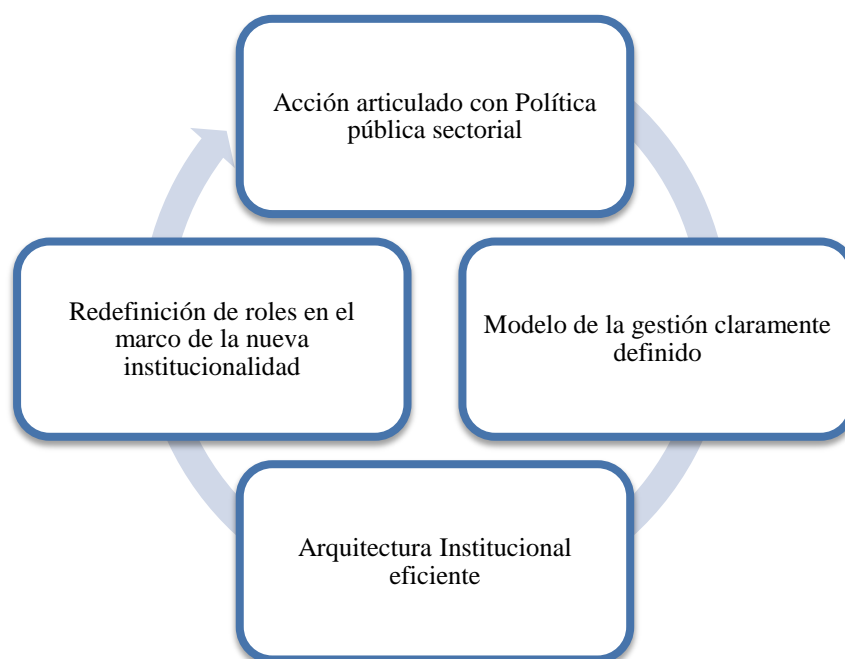 Acción articulado con Política
pública sectorial
Redefinición de roles en el
marco de la nueva
institucionalidad
Modelo de la gestión claramente
definido
Arquitectura Institucional
eficiente